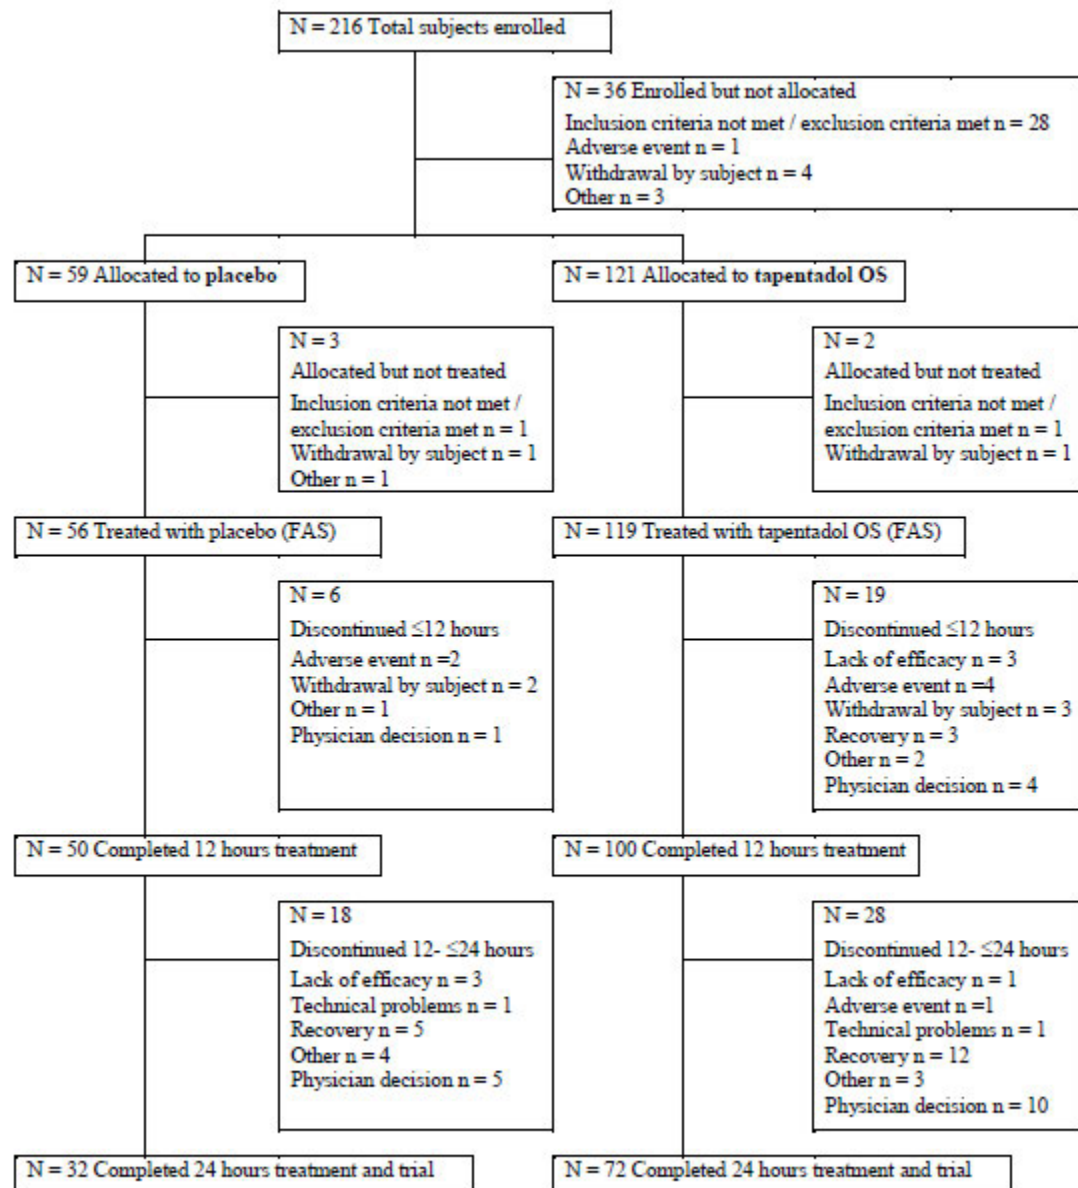 N = 216 Total subjects enrolled
N = 36 Enrolled but not allocated
Inclusion criteria not met / exclusion criteria met n = 28
Adverse event n = 1
Withdrawal by subject n = 4
Other n = 3
N = 59 Allocated to placebo
N = 121 Allocated to tapentadol OS
N = 3
Allocated but not treated
Inclusion criteria not met /
exclusion criteria met n = 1
Withdrawal by subject n = 1
Other n = 1
N = 2
Allocated but not treated
Inclusion criteria not met /
exclusion criteria met n = 1
Withdrawal by subject n = 1
N = 56 Treated with placebo (FAS)
N = 119 Treated with tapentadol OS (FAS)
N = 6
Discontinued ≤12 hours
Adverse event n =2
Withdrawal by subject n = 2
Other n = 1
Physician decision n = 1
N = 19
Discontinued ≤12 hours
Lack of efficacy n = 3
Adverse event n =4
Withdrawal by subject n = 3
Recovery n = 3
Other n = 2
Physician decision n = 4
N = 50 Completed 12 hours treatment
N = 100 Completed 12 hours treatment
N = 18
Discontinued 12- ≤24 hours
Lack of efficacy n = 3
Technical problems n = 1
Recovery n = 5
Other n = 4
Physician decision n = 5
N = 28
Discontinued 12- ≤24 hours
Lack of efficacy n = 1
Adverse event n =1
Technical problems n = 1
Recovery n = 12
Other n = 3
Physician decision n = 10
N = 32 Completed 24 hours treatment and trial
N = 72 Completed 24 hours treatment and trial